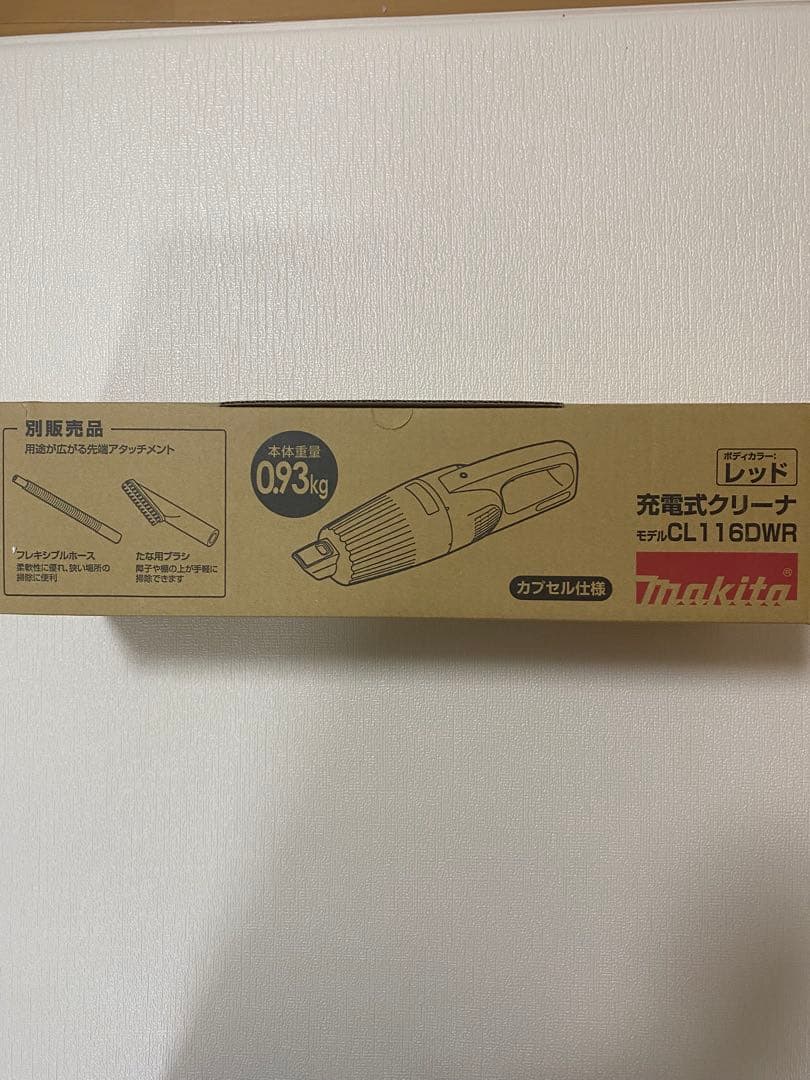 別販売品
用途が広がる先端アタッチメント
フレキシブルホース
柔軟性に優れ、狭い場所の
掃除に便利
たな用ブラシ
障子や棚の上が手軽に
掃除できます
本体重量
0.93kg
カプセル仕様
ボディカラー:
レッド
充電式クリーナ
モデルCL116DWR
makita®